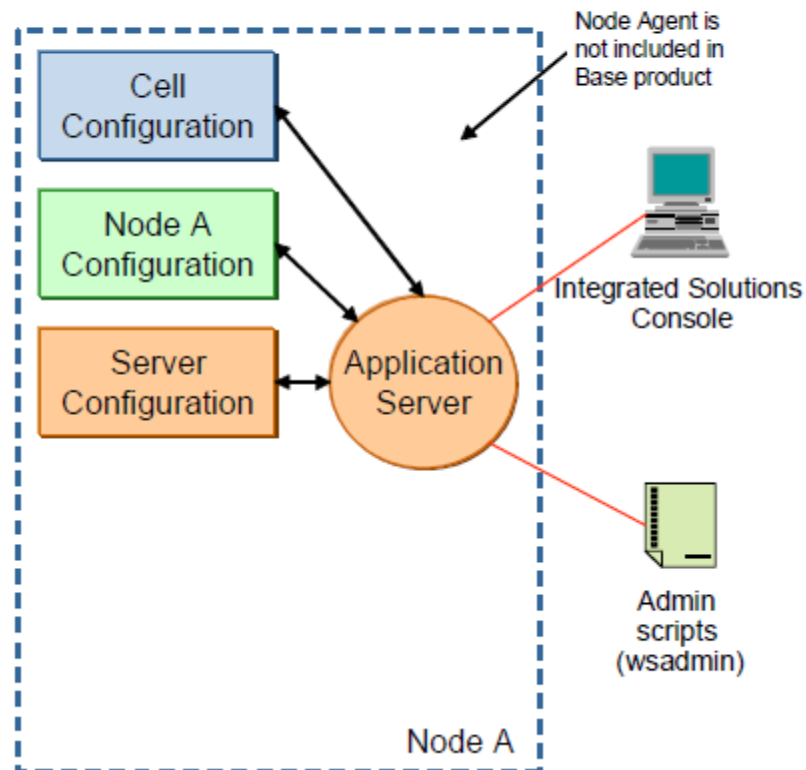 Node Agent is
not included in
Base product
Cell
Configuration
Node A
Configuration
Server
Configuration
Application
Server
Integrated Solutions
Console
Admin
scripts
(wsadmin)
Node A